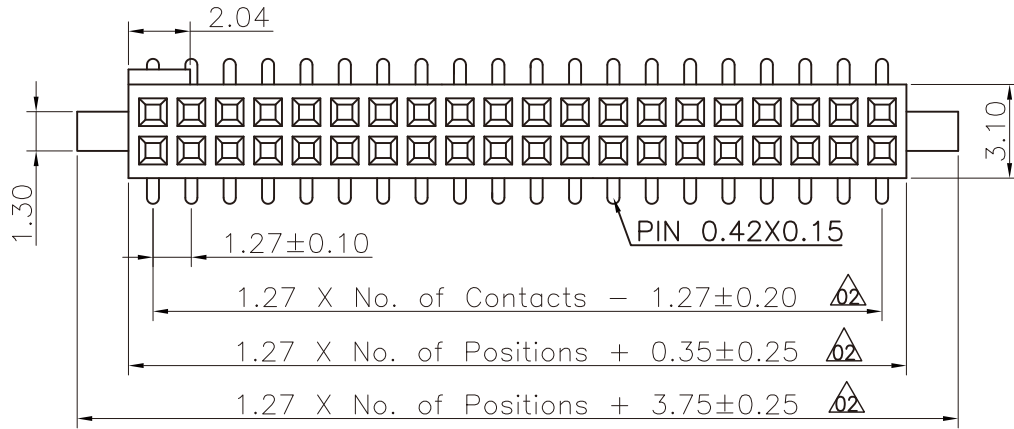 2.04
3.10
1.30
PIN 0.42X0.15
1.27±0.10
1.27 X No. of Contacts - 1.27±0.20 02
1.27 X No. of Positions + 0.35±0.25 02
1.27 X No. of Positions + 3.75±0.25 02